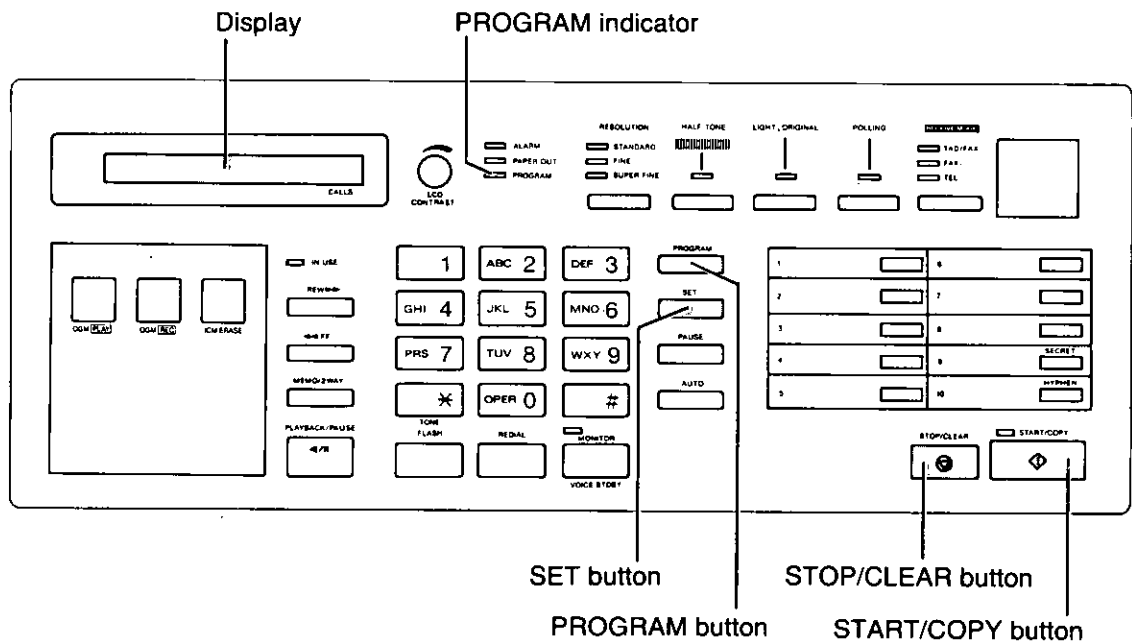 Display
PROGRAM indicator
CALLS
LCD CONTRAST
ALARM
PAPER OUT
PROGRAM
RESOLUTION
STANDARD
FINE
SUPER FINE
HALF TONE
LIGHT ORIGINAL
POLLING
RECEIVE MODE
TAD/FAX
FAX
TEL
OGM PLAY
OGM REC
ICM ERASE
IN USE
REW
FF
MEMO/2WAY
PLAYBACK/PAUSE
1
ABC 2
DEF 3
GHI 4
JKL 5
MNO 6
PRS 7
TUV 8
WXY 9
*
OPER 0
#
TONE
FLASH
REDIAL
MONITOR
VOICE STDBY
PROGRAM
SET
PAUSE
AUTO
1
2
3
4
5
6
7
8
9
SECRET
10
HYPHEN
STOP/CLEAR
START/COPY
SET button
STOP/CLEAR button
PROGRAM button
START/COPY button